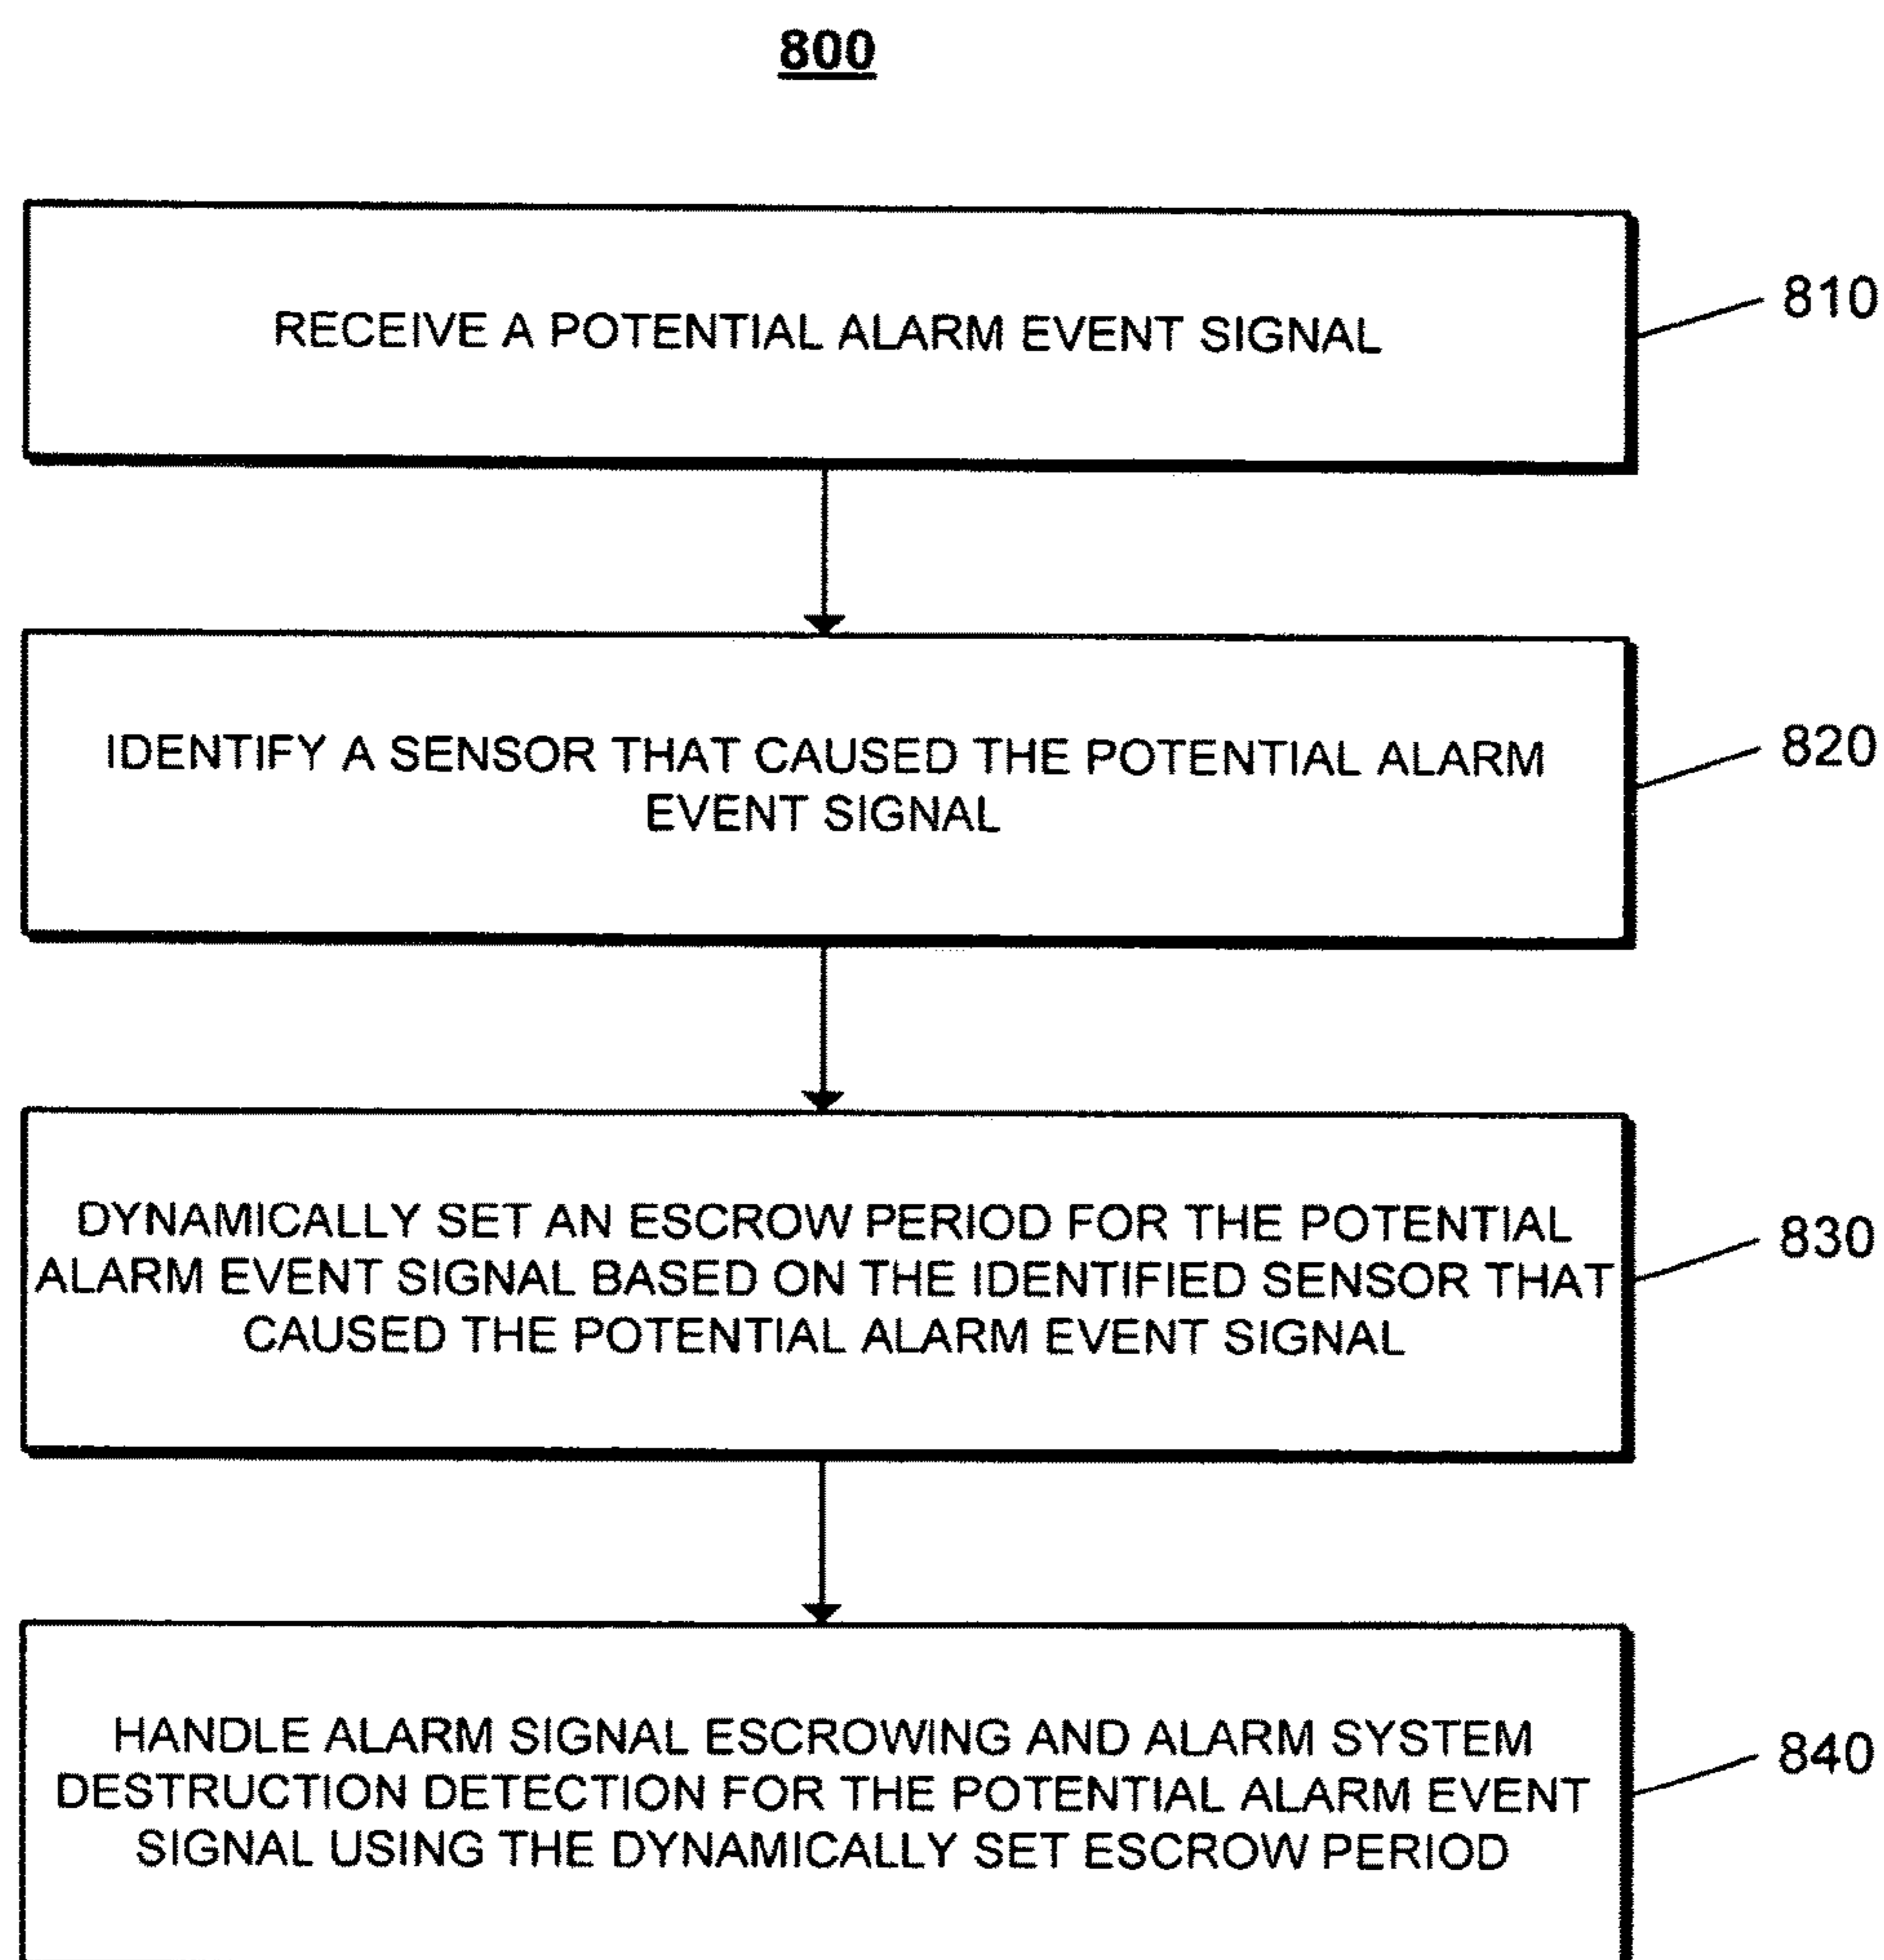 800
RECEIVE A POTENTIAL ALARM EVENT SIGNAL
810
IDENTIFY A SENSOR THAT CAUSED THE POTENTIAL ALARM
EVENT SIGNAL
820
DYNAMICALLY SET AN ESCROW PERIOD FOR THE POTENTIAL
ALARM EVENT SIGNAL BASED ON THE IDENTIFIED SENSOR THAT
CAUSED THE POTENTIAL ALARM EVENT SIGNAL
830
HANDLE ALARM SIGNAL ESCROWING AND ALARM SYSTEM
DESTRUCTION DETECTION FOR THE POTENTIAL ALARM EVENT
SIGNAL USING THE DYNAMICALLY SET ESCROW PERIOD
840